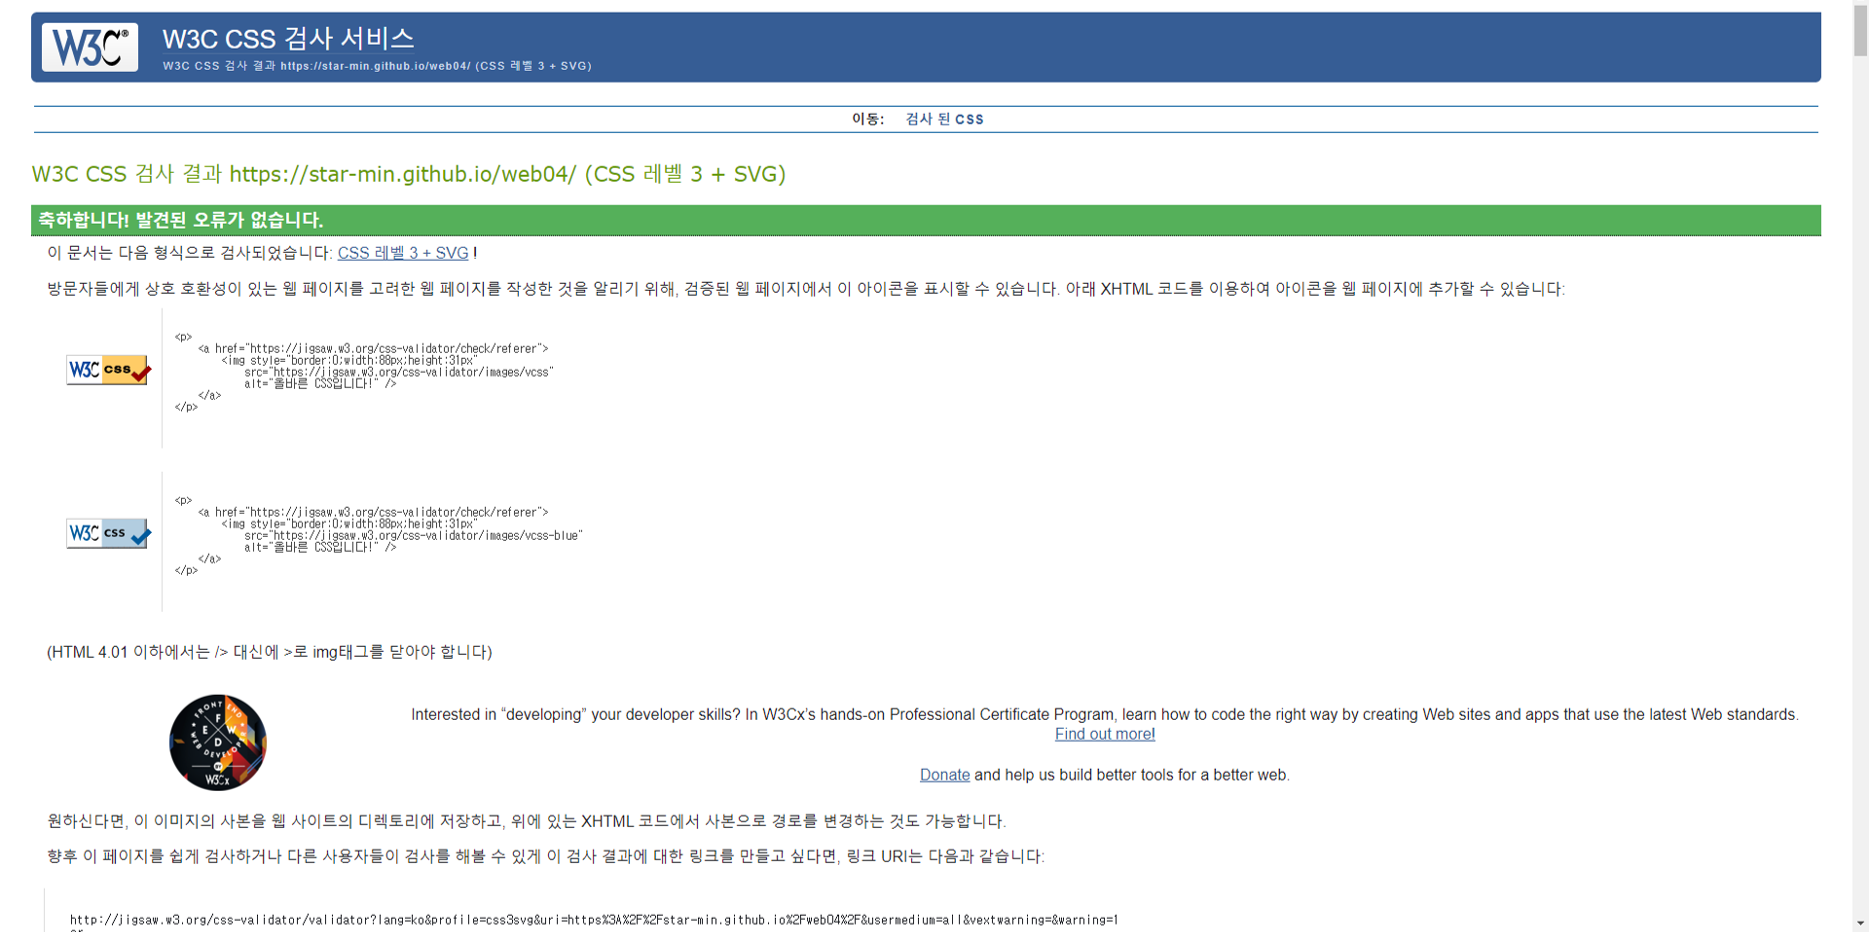 W3C®
W3C CSS 검사 서비스
W3C CSS 검사 결과 https://star-min.github.io/web04/ (CSS 레벨 3 + SVG)
이동: 검사 된 CSS
W3C CSS 검사 결과 https://star-min.github.io/web04/ (CSS 레벨 3 + SVG)
축하합니다! 발견된 오류가 없습니다.
이 문서는 다음 형식으로 검사되었습니다: CSS 레벨 3 + SVG !
방문자들에게 상호 호환성이 있는 웹 페이지를 고려한 웹 페이지를 작성한 것을 알리기 위해, 검증된 웹 페이지에서 이 아이콘을 표시할 수 있습니다. 아래 XHTML 코드를 이용하여 아이콘을 웹 페이지에 추가할 수 있습니다:
W3C css
<p>
<a href="https://jigsaw.w3.org/css-validator/check/referer">
<img style="border:0;width:88px;height:31px"
src="https://jigsaw.w3.org/css-validator/images/vcss"
alt="올바른 CSS입니다!" />
</a>
</p>
W3C css
<p>
<a href="https://jigsaw.w3.org/css-validator/check/referer">
<img style="border:0;width:88px;height:31px"
src="https://jigsaw.w3.org/css-validator/images/vcss-blue"
alt="올바른 CSS입니다!" />
</a>
</p>
(HTML 4.01 이하에서는 /> 대신에 >로 img태그를 닫아야 합니다)
FRONT END
WEB DEVELOPER
F E W D
BY
W3Cx
Interested in “developing” your developer skills? In W3Cx’s hands-on Professional Certificate Program, learn how to code the right way by creating Web sites and apps that use the latest Web standards.
Find out more!
Donate and help us build better tools for a better web.
원하신다면, 이 이미지의 사본을 웹 사이트의 디렉토리에 저장하고, 위에 있는 XHTML 코드에서 사본으로 경로를 변경하는 것도 가능합니다.
향후 이 페이지를 쉽게 검사하거나 다른 사용자들이 검사를 해볼 수 있게 이 검사 결과에 대한 링크를 만들고 싶다면, 링크 URI는 다음과 같습니다:
http://jigsaw.w3.org/css-validator/validator?lang=ko&profile=css3svg&uri=https%3A%2F%2Fstar-min.github.io%2Fweb04%2F&usermedium=all&vextwarning=&warning=1